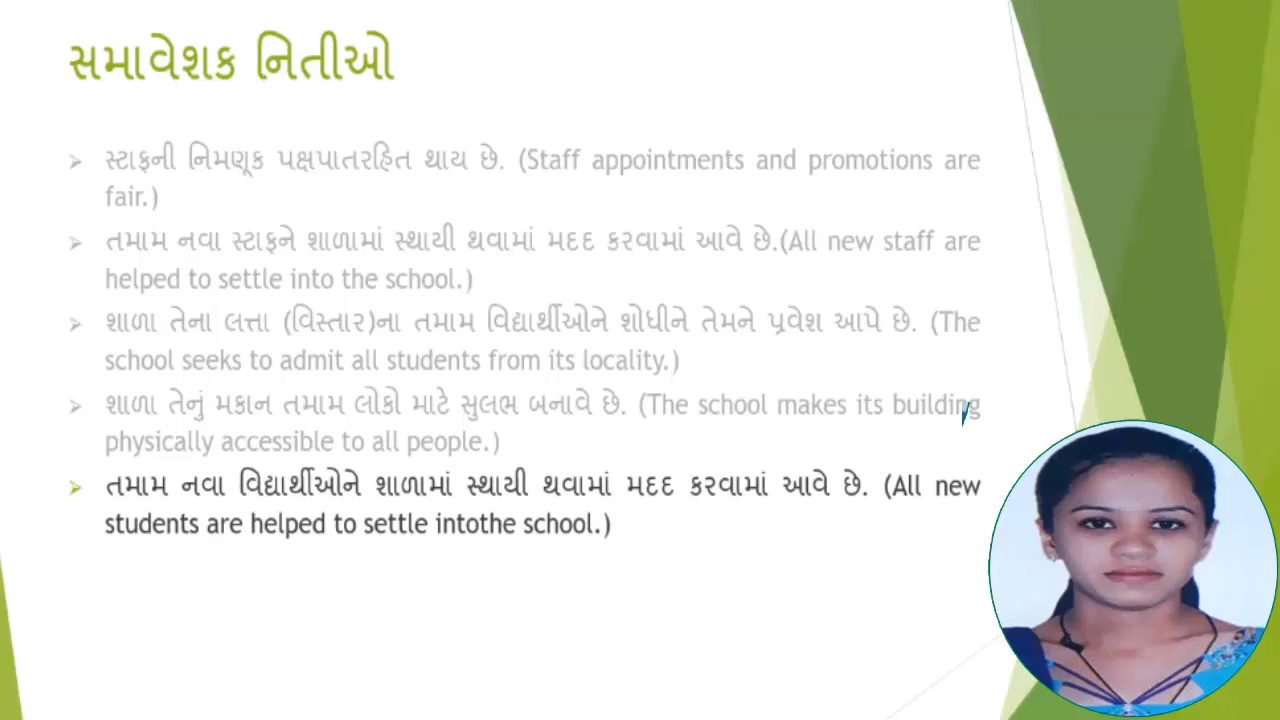 સમાવેશક નિતીઓ
સ્ટાફની નિમણૂક પક્ષપાતરહિત થાય છે. (Staff appointments and promotions are
fair.)
તમામ નવા સ્ટાફને શાળામાં સ્થાયી થવામાં મદદ કરવામાં આવે છે.(All new staff are
helped to settle into the school.)
શાળા તેના લત્તા (વિસ્તાર)ના તમામ વિદ્યાર્થીઓને શોધીને તેમને પ્રવેશ આપે છે. (The
school seeks to admit all students from its locality.)
શાળા તેનું મકાન તમામ લોકો માટે સુલભ બનાવે છે. (The school makes its building
physically accessible to all people.)
તમામ નવા વિદ્યાર્થીઓને શાળામાં સ્થાયી થવામાં મદદ કરવામાં આવે છે. (All new
students are helped to settle intothe school.)